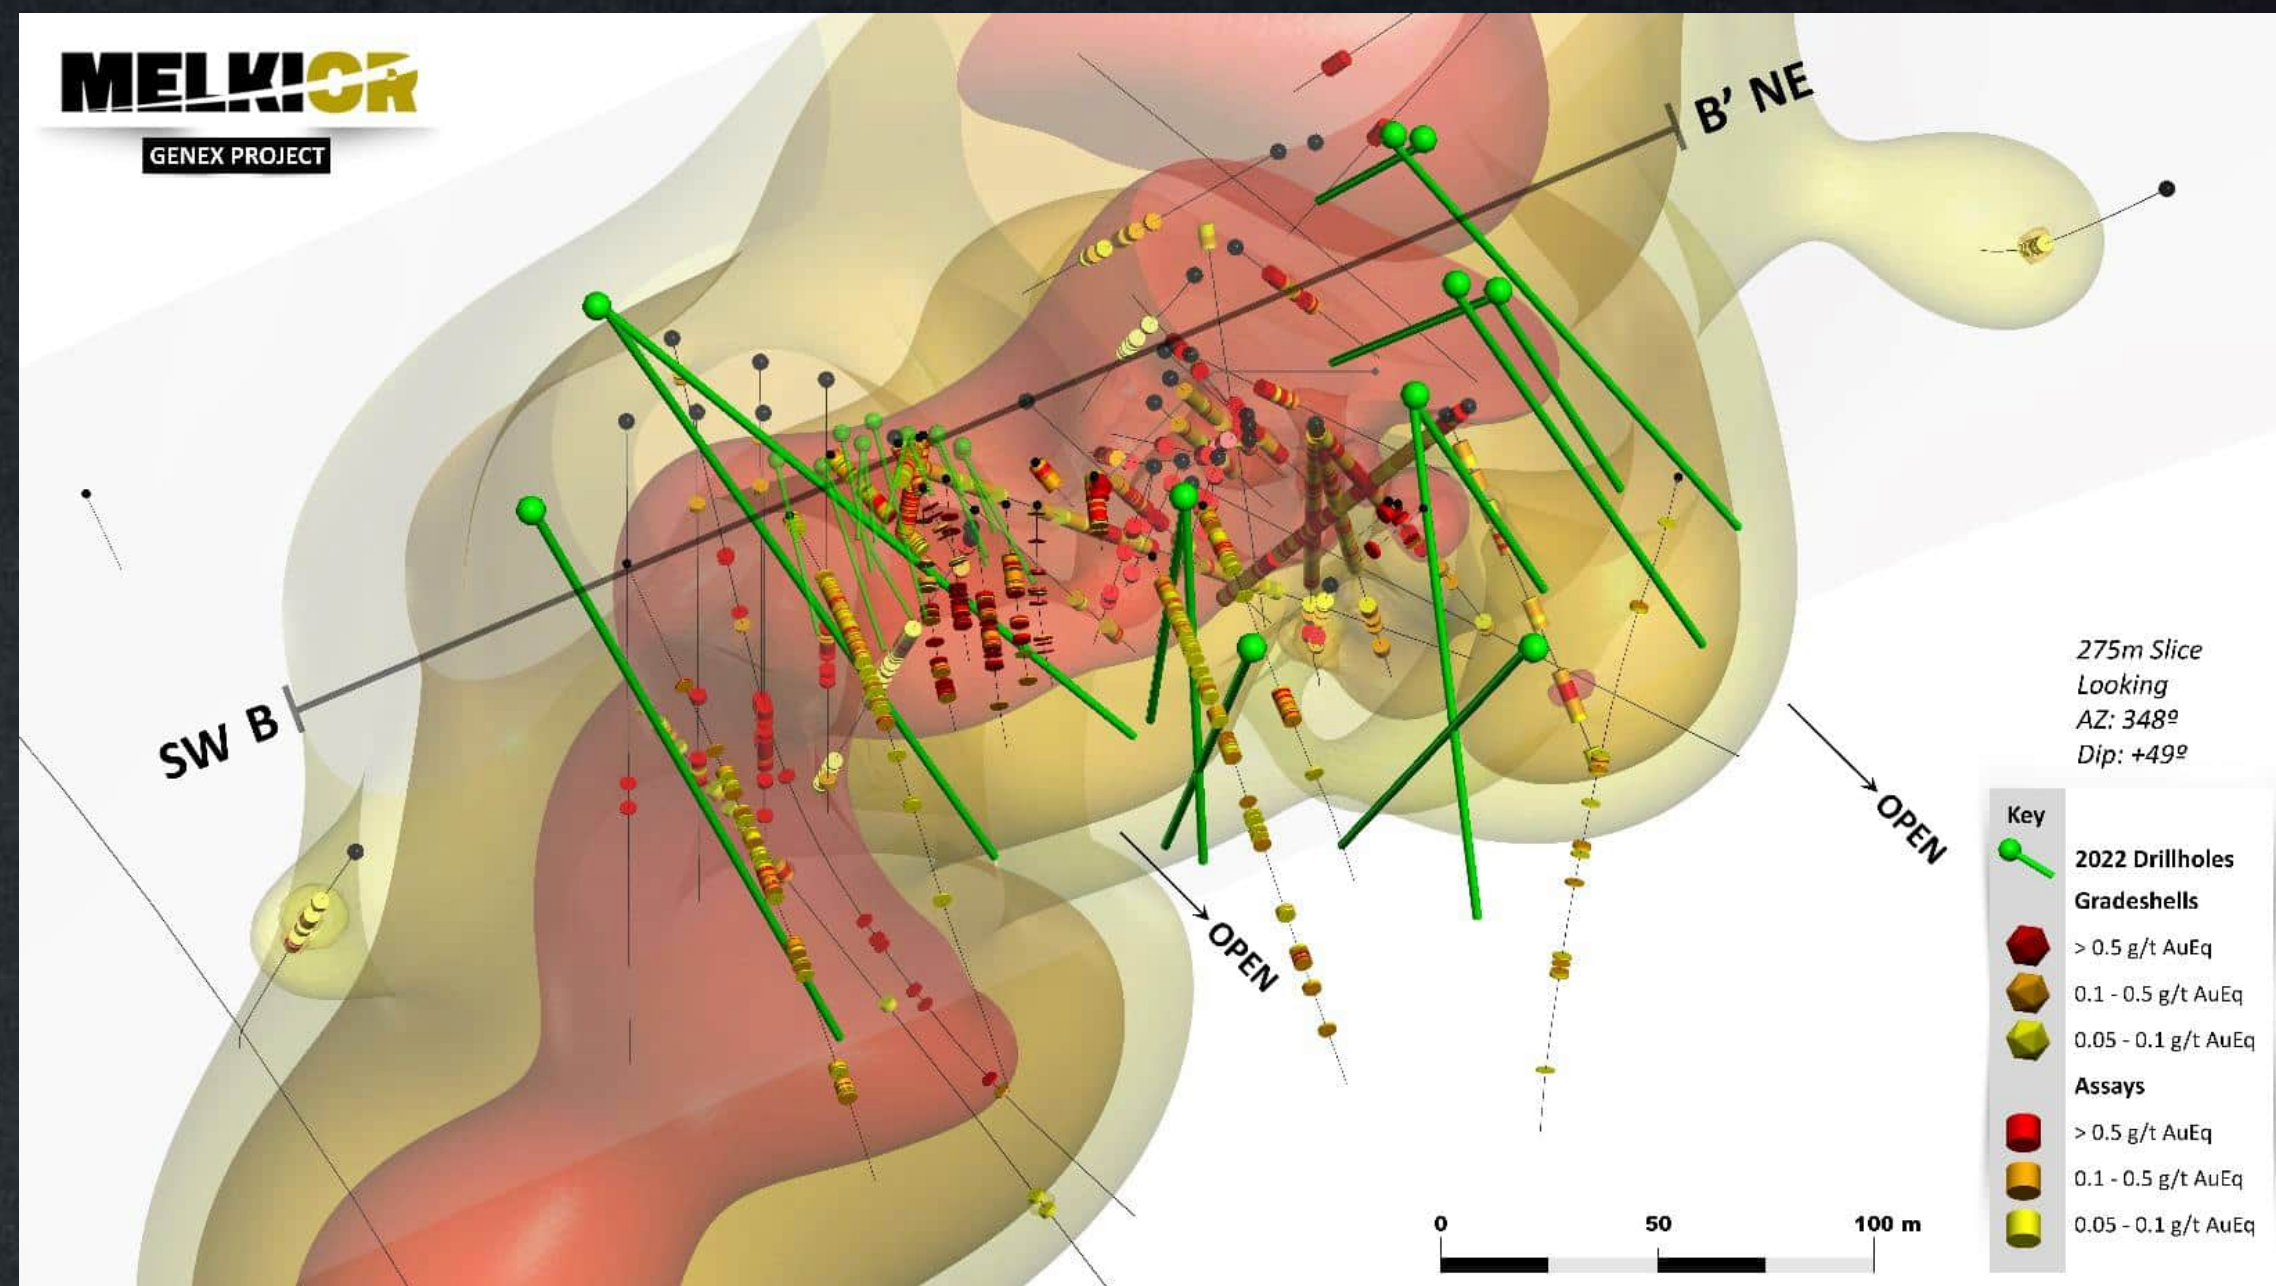 MELKIOR
GENEX PROJECT
B' NE
SW B
275m Slice
Looking
AZ: 348º
Dip: +49º
OPEN
OPEN
Key
2022 Drillholes
Gradeshells
> 0.5 g/t AuEq
0.1 - 0.5 g/t AuEq
0.05 - 0.1 g/t AuEq
Assays
> 0.5 g/t AuEq
0.1 - 0.5 g/t AuEq
0.05 - 0.1 g/t AuEq
0 50 100 m